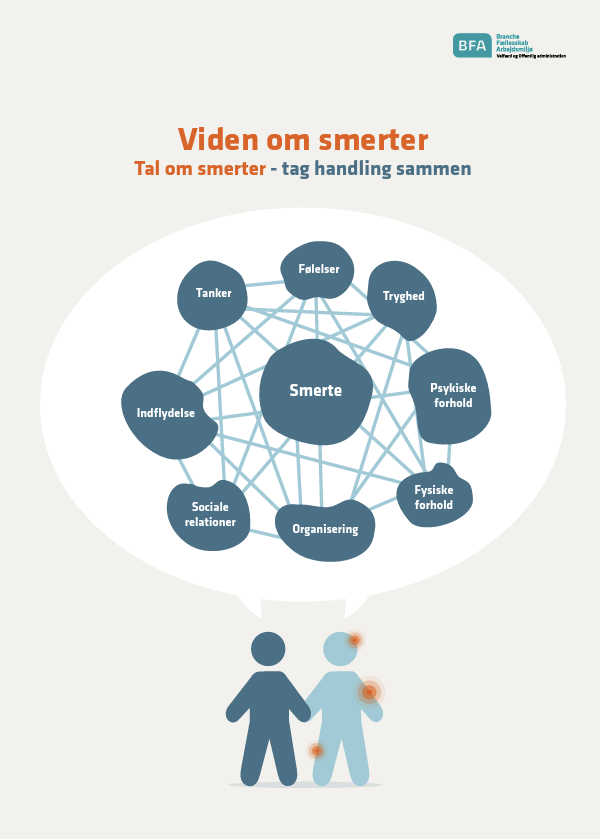 BFA
Branche
Fællesskab
Arbejdsmiljø
Velfærd og Offentlig administration
Viden om smerter
Tal om smerter - tag handling sammen
Følelser
Tanker
Tryghed
Smerte
Psykiske
forhold
Indflydelse
Fysiske
forhold
Sociale
relationer
Organisering